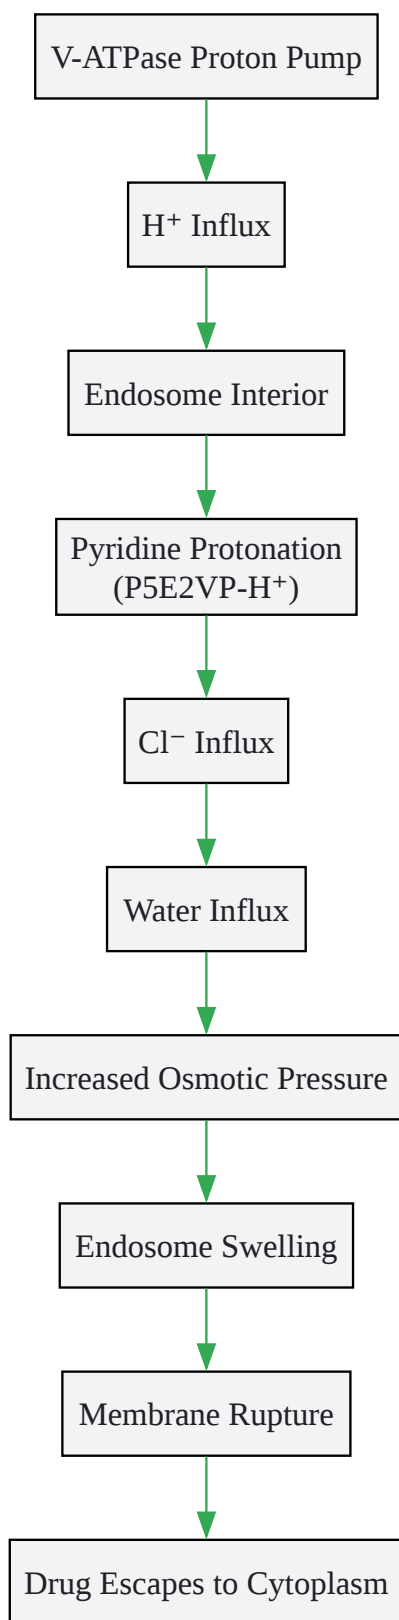 V-ATPase Proton Pump
H⁺ Influx
Endosome Interior
Pyridine Protonation
(P5E2VP-H⁺)
Cl⁻ Influx
Water Influx
Increased Osmotic Pressure
Endosome Swelling
Membrane Rupture
Drug Escapes to Cytoplasm